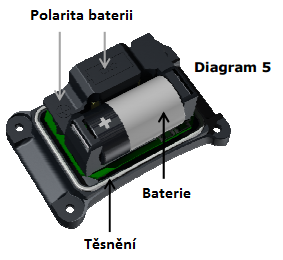 Polarita baterii
Diagram 5
+
Baterie
Těsnění